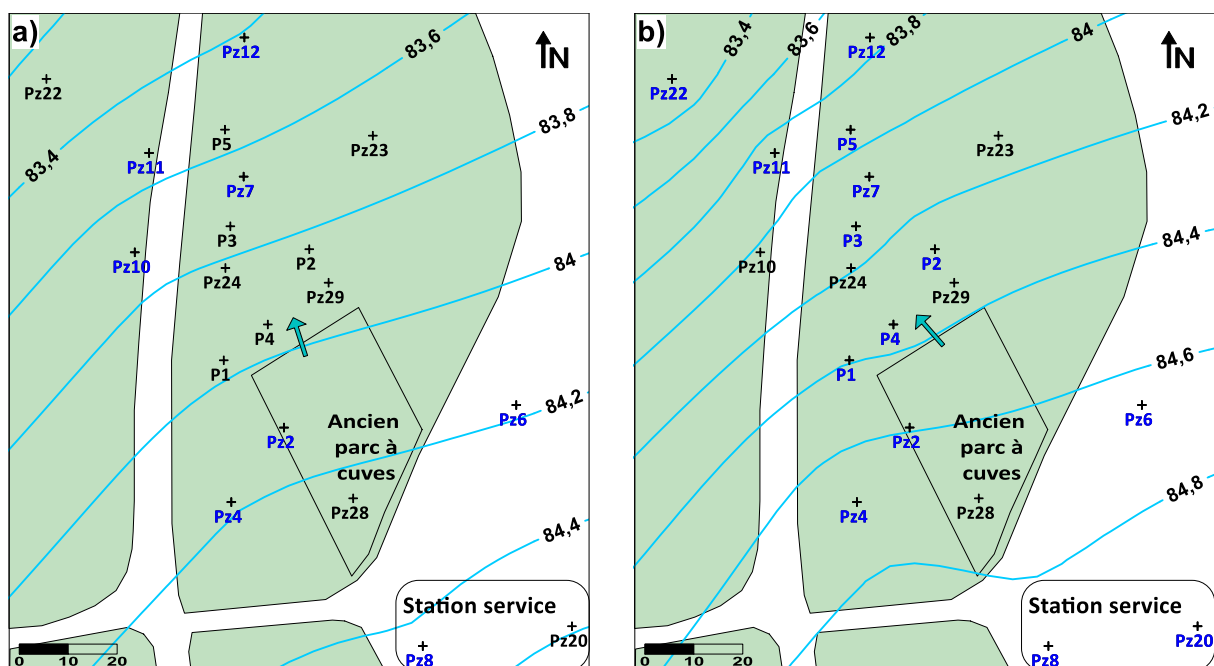 a)
N
83,6
Pz12
Pz22
83,8
P5
Pz23
83,4
Pz11
Pz7
P3
P2
Pz10
84
Pz24
Pz29
P4
P1
84,2
Pz6
Ancien
parc à
cuves
Pz2
Pz4
Pz28
84,4
Station service
Pz20
Pz8
0 10 20
b)
N
83,4
83,6
83,8
84
Pz12
Pz22
84,2
P5
Pz23
Pz11
Pz7
P3
84,4
P2
Pz10
Pz24
Pz29
P4
P1
84,6
Pz6
Ancien
parc à
cuves
Pz2
84,8
Pz4
Pz28
Station service
Pz20
Pz8
0 10 20